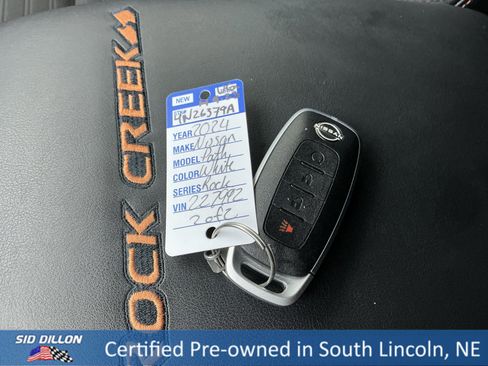 ROCK CREEK
NEW USED
4N26379A
YEAR 2024
MAKE Nissan
MODEL Path
COLOR White
SERIES Rock
VIN 227992
2 of 2
NISSAN
SID DILLON
Certified Pre-owned in South Lincoln, NE